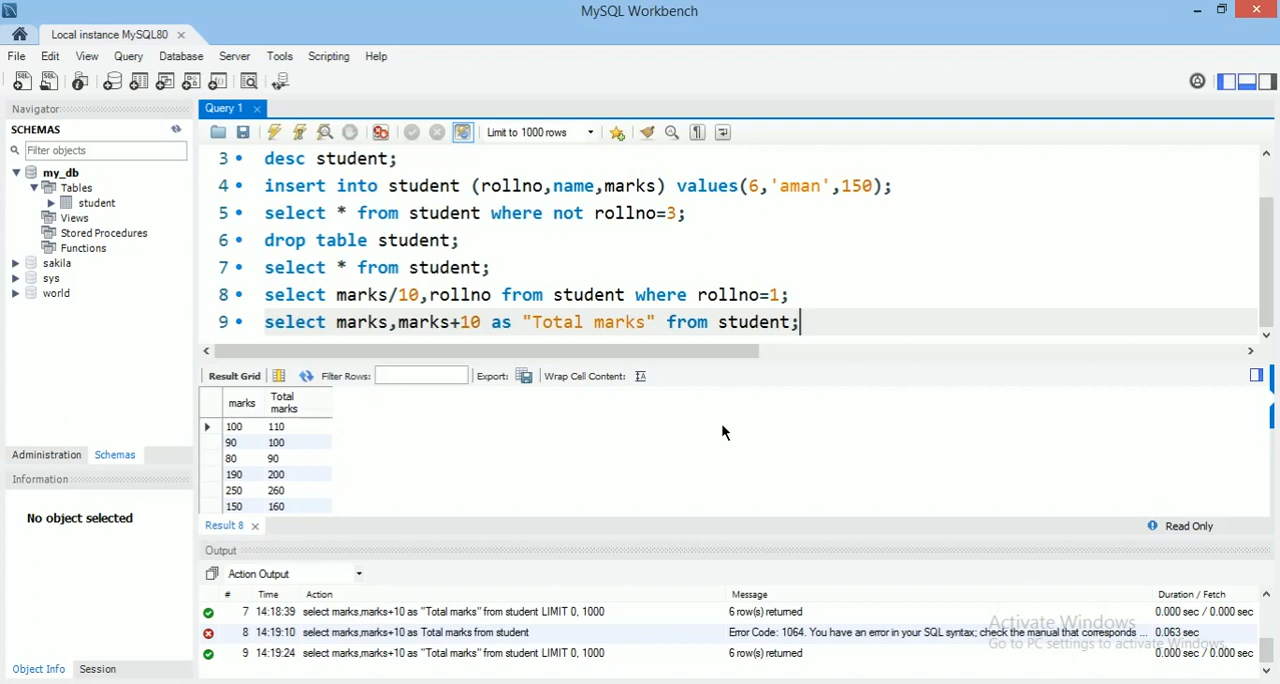 MySQL Workbench
Local instance MySQL80
File Edit View Query Database Server Tools Scripting Help
Navigator
SCHEMAS
Filter objects
my_db
Tables
student
Views
Stored Procedures
Functions
sakila
sys
world
Administration Schemas
Information
No object selected
Object Info Session
Query 1
Limit to 1000 rows
3 desc student;
4 insert into student (rollno,name,marks) values(6,'aman',150);
5 select * from student where not rollno=3;
6 drop table student;
7 select * from student;
8 select marks/10,rollno from student where rollno=1;
9 select marks,marks+10 as "Total marks" from student;
Result Grid Filter Rows: Export: Wrap Cell Content:
marks Total marks
100 110
90 100
80 90
190 200
250 260
150 160
Result 8 Read Only
Output
Action Output
# Time Action Message Duration / Fetch
7 14:18:39 select marks,marks+10 as "Total marks" from student LIMIT 0, 1000 6 row(s) returned 0.000 sec / 0.000 sec
8 14:19:10 select marks,marks+10 as Total marks from student Error Code: 1064. You have an error in your SQL syntax; check the manual that corresponds ... 0.063 sec
9 14:19:24 select marks,marks+10 as "Total marks" from student LIMIT 0, 1000 6 row(s) returned 0.000 sec / 0.000 sec
Activate Windows
Go to PC settings to activate Windows.